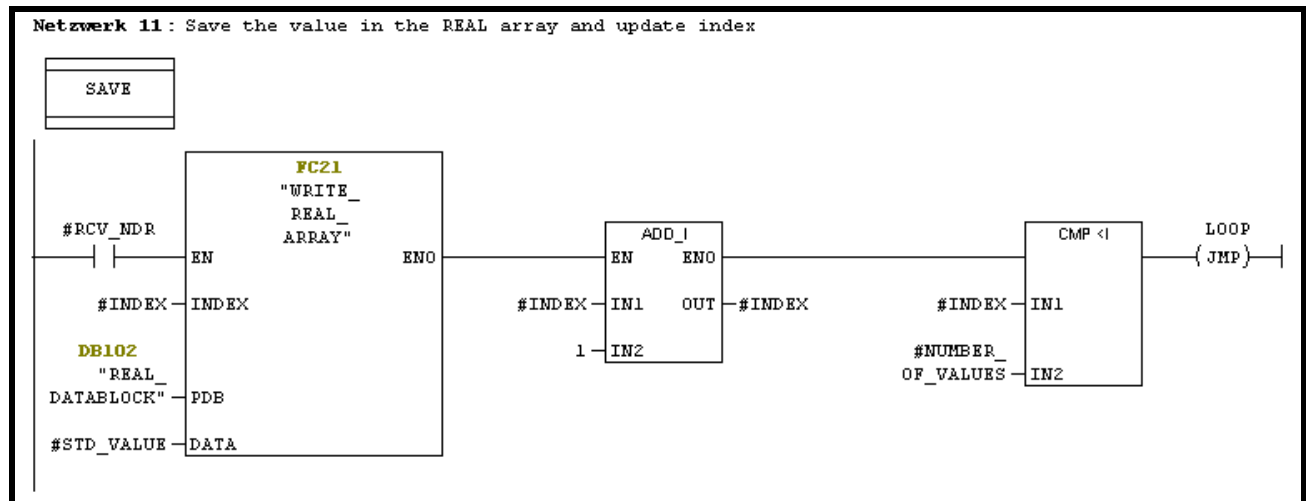 Netzwerk 11: Save the value in the REAL array and update index
SAVE
FC21
"WRITE_
REAL_
ARRAY"
#RCV_NDR
EN
ENO
#INDEX
INDEX
DB102
"REAL_
DATABLOCK"
PDB
#STD_VALUE
DATA
ADD_I
EN
ENO
#INDEX
IN1
OUT
#INDEX
1
IN2
CMP <I
#INDEX
IN1
#NUMBER_
OF_VALUES
IN2
LOOP
JMP